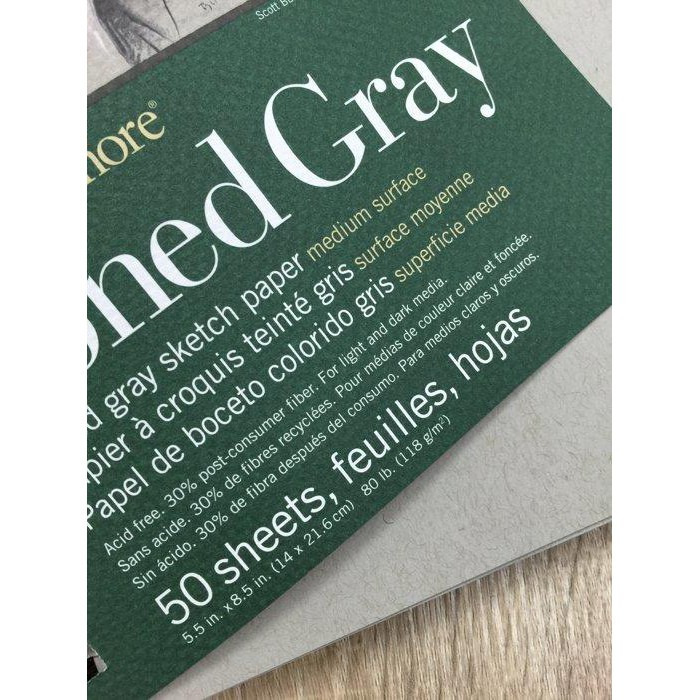 Scott
more®
oned Gray
d gray sketch paper medium surface
pier à croquis teinté gris surface moyenne
Papel de boceto colorido gris superficie media
Acid free. 30% post-consumer fiber. For light and dark media.
Sans acide. 30% de fibres recyclées. Pour médias de couleur claire et foncée.
Sin ácido. 30% de fibra después del consumo. Para medios claros y oscuros.
50 sheets, feuilles, hojas
5.5 in. x 8.5 in. (14 x 21.6 cm) 80 lb. (118 g/m²)